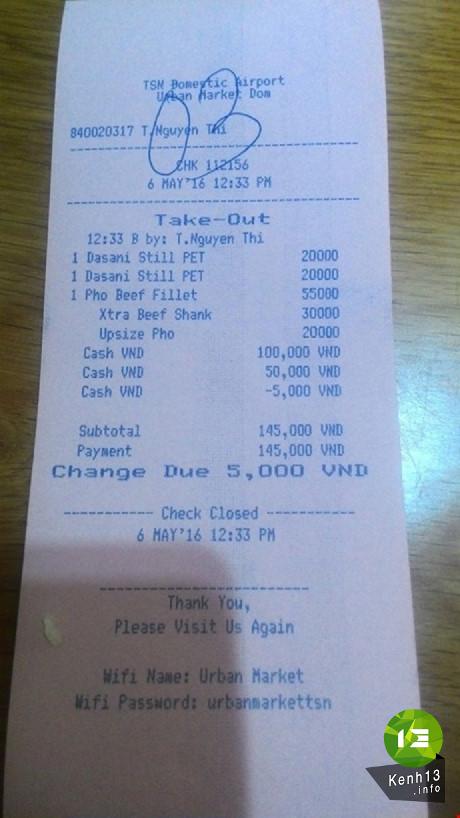 TSN Domestic Airport
Urban Market Dom
840020317 T.Nguyen Thi
CHK 112156
6 MAY'16 12:33 PM
Take-Out
12:33 B by: T.Nguyen Thi
1 Dasani Still PET 20000
1 Dasani Still PET 20000
1 Pho Beef Fillet 55000
Xtra Beef Shank 30000
Upsize Pho 20000
Cash VND 100,000 VND
Cash VND 50,000 VND
Cash VND -5,000 VND
Subtotal 145,000 VND
Payment 145,000 VND
Change Due 5,000 VND
----------- Check Closed -----------
6 MAY'16 12:33 PM
Thank You,
Please Visit Us Again
Wifi Name: Urban Market
Wifi Password: urbanmarkettsn
13
Kenh13
.info